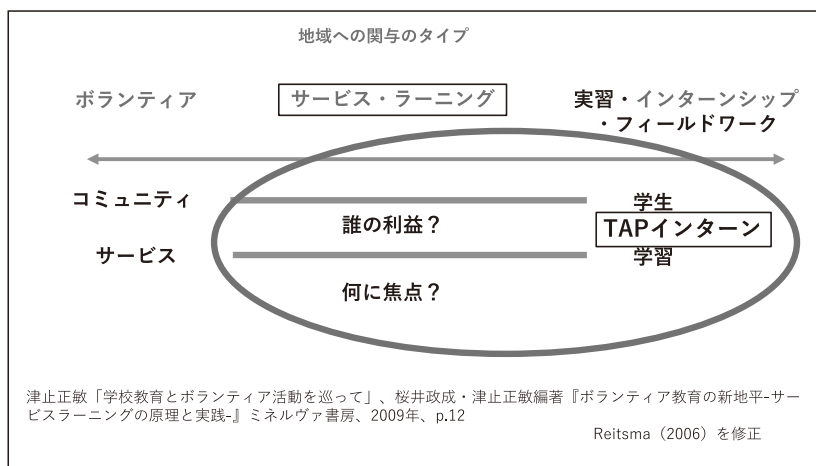 地域への関与のタイプ
ボランティア
サービス・ラーニング
実習・インターンシップ
・フィールドワーク
コミュニティ
学生
誰の利益？
TAPインターン
サービス
学習
何に焦点？
津止正敏「学校教育とボランティア活動を巡って」、桜井政成・津止正敏編著『ボランティア教育の新地平-サー
ビスラーニングの原理と実践-』ミネルヴァ書房、2009年、p.12
Reitsma（2006）を修正